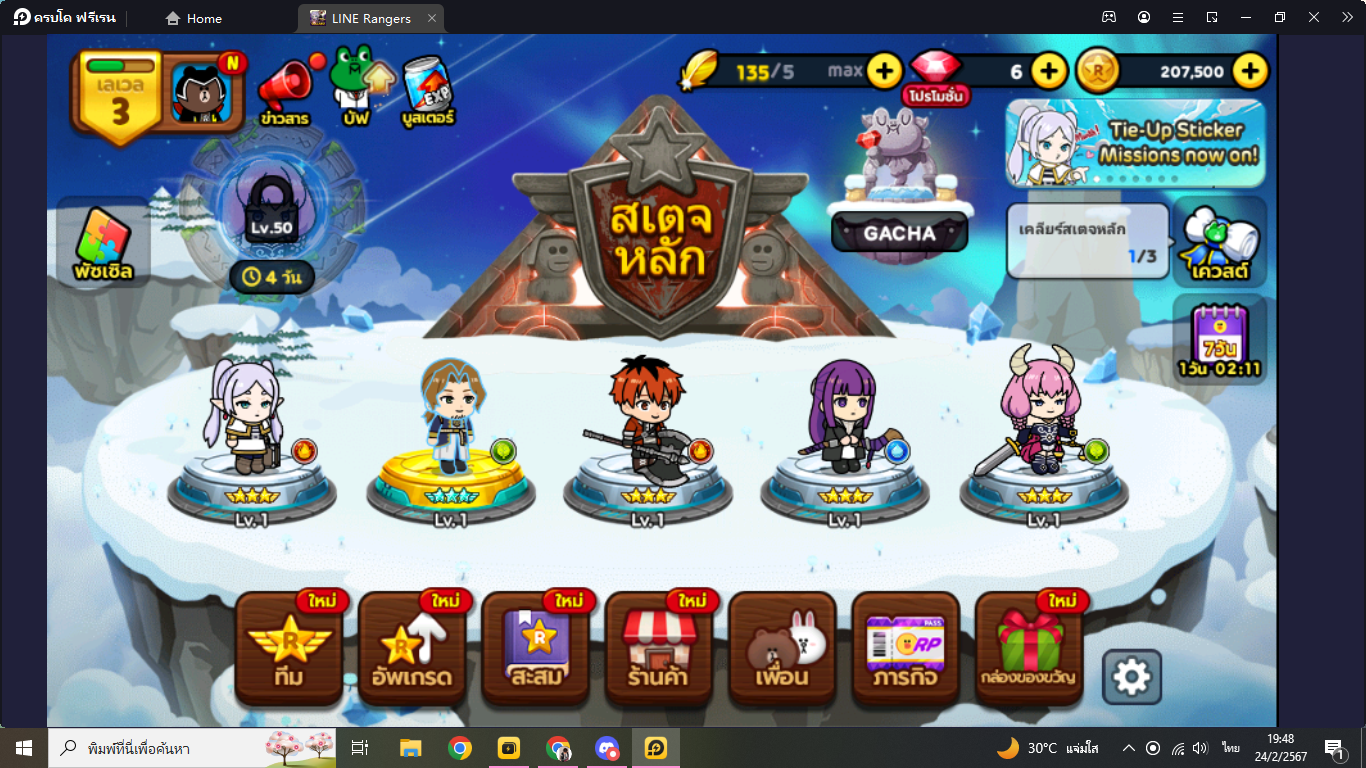 ครบโค ฟรีเรน
Home
LINE Rangers
เลเวล
3
N
ข่าวสาร
บัฟ
EXP
บูสเตอร์
135/5 max
6
โปรโมชั่น
R
207,500
Tie-Up Sticker
Missions now on!
Lv.50
4 วัน
พัซเซิล
สเตจ
หลัก
GACHA
เคลียร์สเตจหลัก
1/3
เควสต์
7วัน
1วัน 02:11
Lv.1
Lv.1
Lv.1
Lv.1
Lv.1
ใหม่
ใหม่
ใหม่
ใหม่
ใหม่
R
R
PASS
RP
ทีม
อัพเกรด
สะสม
ร้านค้า
เพื่อน
ภารกิจ
กล่องของขวัญ
พิมพ์ที่นี่เพื่อค้นหา
30°C แจ่มใส
ไทย
19:48
24/2/2567
1